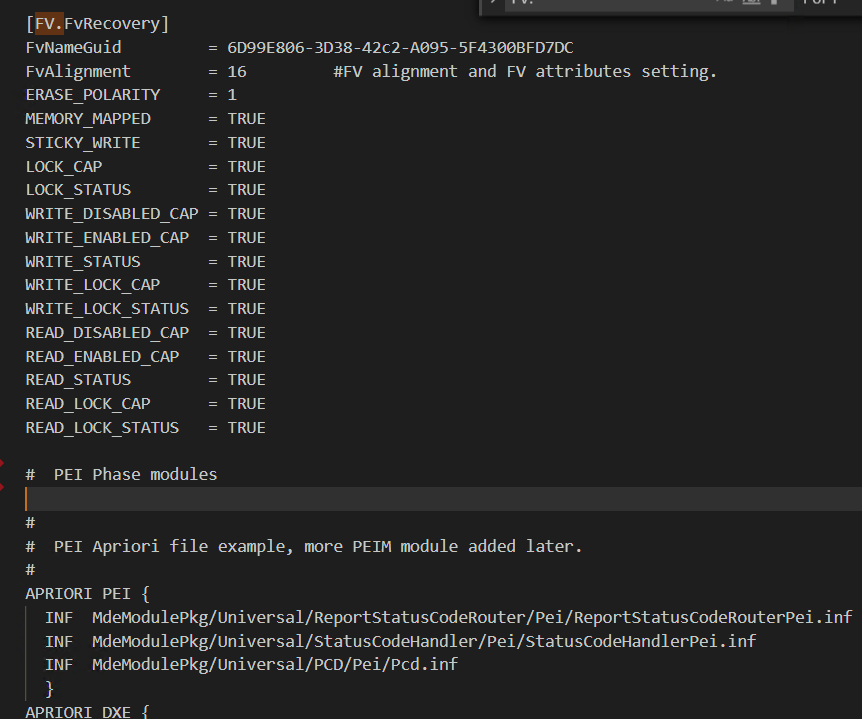 FV.
[FV.FvRecovery]
FvNameGuid         = 6D99E806-3D38-42c2-A095-5F4300BFD7DC
FvAlignment        = 16         #FV alignment and FV attributes setting.
ERASE_POLARITY     = 1
MEMORY_MAPPED      = TRUE
STICKY_WRITE       = TRUE
LOCK_CAP           = TRUE
LOCK_STATUS        = TRUE
WRITE_DISABLED_CAP = TRUE
WRITE_ENABLED_CAP  = TRUE
WRITE_STATUS       = TRUE
WRITE_LOCK_CAP     = TRUE
WRITE_LOCK_STATUS  = TRUE
READ_DISABLED_CAP  = TRUE
READ_ENABLED_CAP   = TRUE
READ_STATUS        = TRUE
READ_LOCK_CAP      = TRUE
READ_LOCK_STATUS   = TRUE
#  PEI Phase modules
#
#  PEI Apriori file example, more PEIM module added later.
#
APRIORI PEI {
  INF  MdeModulePkg/Universal/ReportStatusCodeRouter/Pei/ReportStatusCodeRouterPei.inf
  INF  MdeModulePkg/Universal/StatusCodeHandler/Pei/StatusCodeHandlerPei.inf
  INF  MdeModulePkg/Universal/PCD/Pei/Pcd.inf
  }
APRIORI DXE {